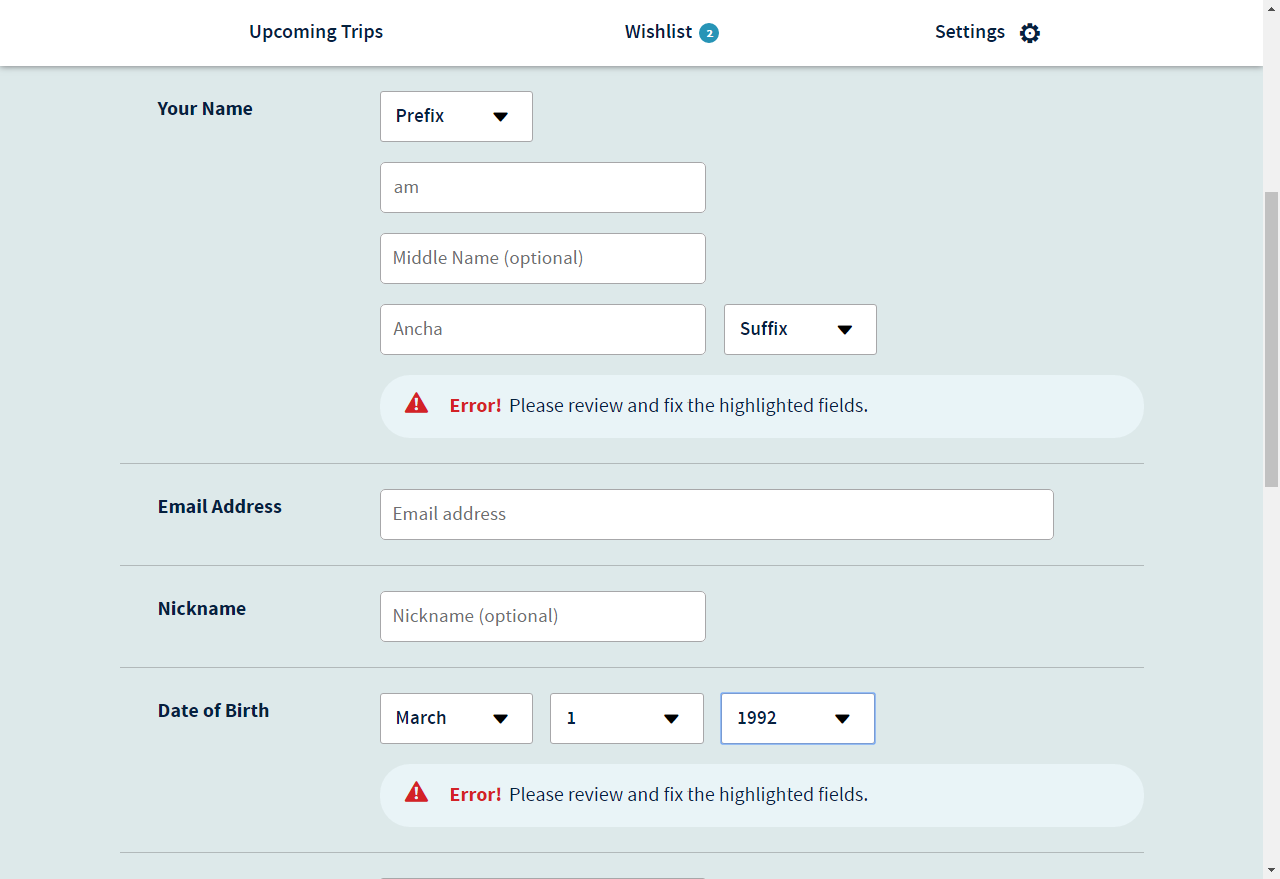 Upcoming Trips Wishlist 2 Settings
Your Name Prefix
am
Middle Name (optional)
Ancha Suffix
Error! Please review and fix the highlighted fields.
Email Address Email address
Nickname Nickname (optional)
Date of Birth March 1 1992
Error! Please review and fix the highlighted fields.